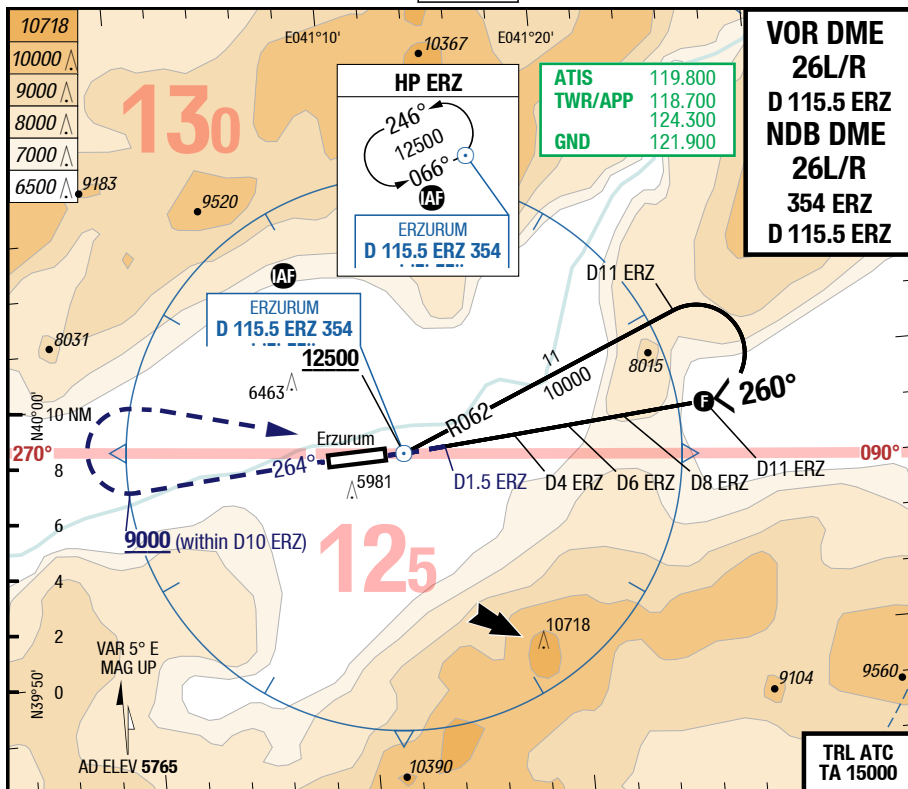 10718
10000
9000
8000
7000
6500
130
9183
9520
8031
E041°10'
10367
E041°20'
HP ERZ
246°
12500
066°
IAF
ERZURUM
D 115.5 ERZ 354
ATIS 119.800
TWR/APP 118.700
124.300
GND 121.900
VOR DME
26L/R
D 115.5 ERZ
NDB DME
26L/R
354 ERZ
D 115.5 ERZ
IAF
ERZURUM
D 115.5 ERZ 354
12500
6463
D11 ERZ
11
10000
R062
8015
F
260°
N40°00'
10 NM
270°
264°
Erzurum
5981
D1.5 ERZ
D4 ERZ
D6 ERZ
D8 ERZ
D11 ERZ
090°
8
6
4
2
0
9000 (within D10 ERZ)
125
10718
9104
9560
10390
VAR 5° E
MAG UP
N39°50'
AD ELEV 5765
TRL ATC
TA 15000